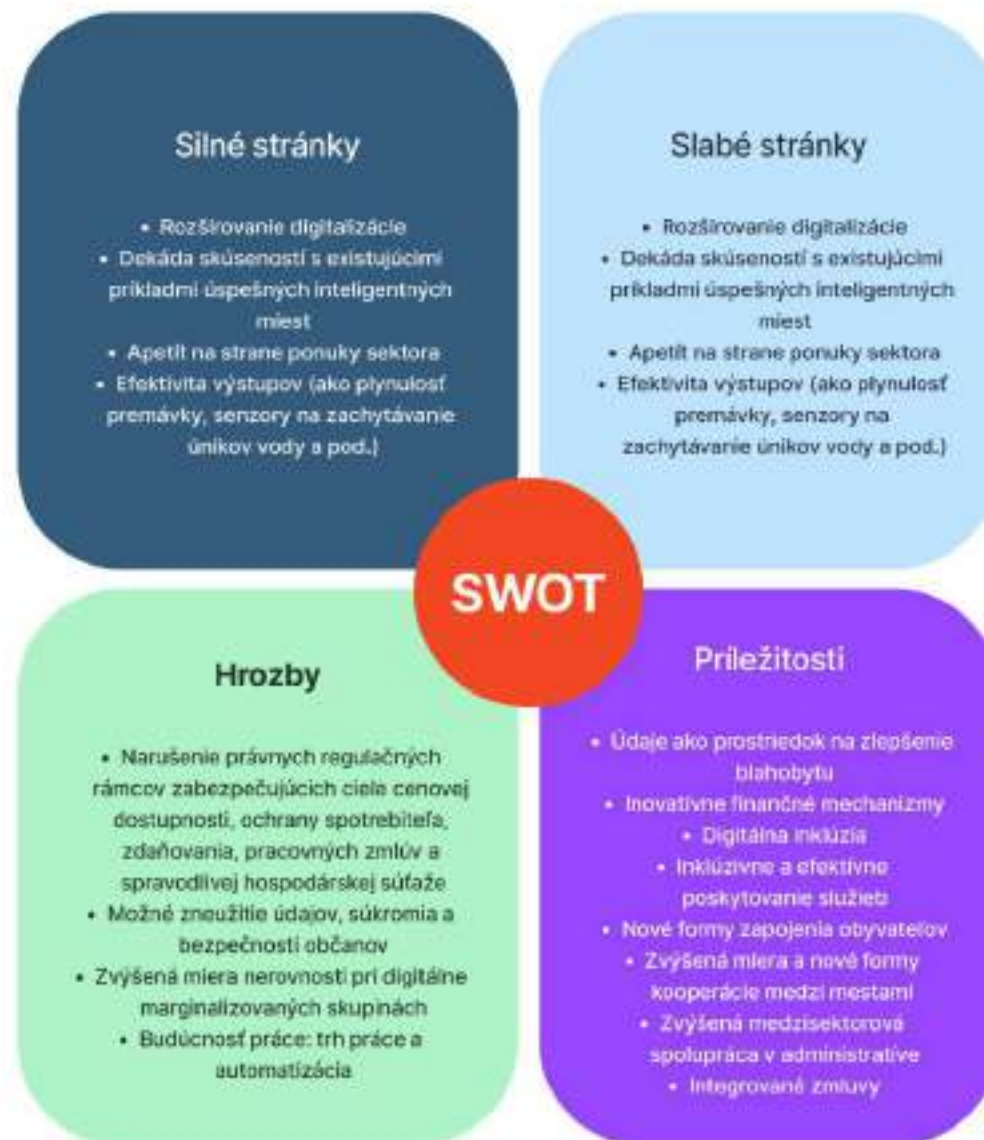 Silné stránky
• Rozširovanie digitalizácie
• Dekáda skúseností s existujúcimi
príkladmi úspešných inteligentných
miest
• Apetít na strane ponuky sektora
• Efektivita výstupov (ako plynulosť
premávky, senzory na zachytávanie
únikov vody a pod.)
Slabé stránky
• Rozširovanie digitalizácie
• Dekáda skúseností s existujúcimi
príkladmi úspešných inteligentných
miest
• Apetít na strane ponuky sektora
• Efektivita výstupov (ako plynulosť
premávky, senzory na
zachytávanie únikov vody a pod.)
SWOT
Hrozby
• Narušenie právnych regulačných
rámcov zabezpečujúcich ciele cenovej
dostupnosti, ochrany spotrebiteľa,
zdaňovania, pracovných zmlúv a
spravodlivej hospodárskej súťaže
• Možné zneužitie údajov, súkromia a
bezpečnosti občanov
• Zvýšená miera nerovnosti pri digitálne
marginalizovaných skupinách
• Budúcnosť práce: trh práce a
automatizácia
Príležitosti
• Údaje ako prostriedok na zlepšenie
blahobytu
• Inovatívne finančné mechanizmy
• Digitálna inklúzia
• Inklúzivne a efektívne
poskytovanie služieb
• Nové formy zapojenia obyvateľov
• Zvýšená miera a nové formy
kooperácie medzi mestami
• Zvýšená medzisektorová
spolupráca v administratíve
• Integrované zmluvy